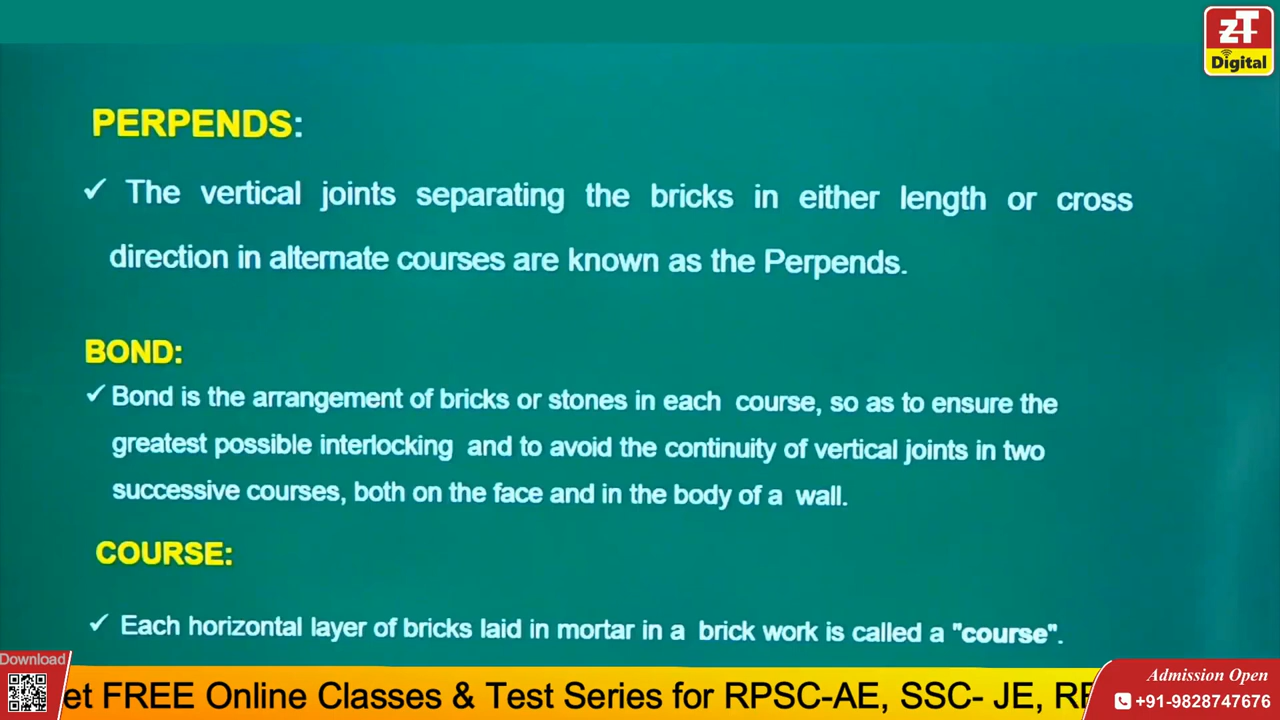 zT
Digital
PERPENDS:
✓ The vertical joints separating the bricks in either length or cross
direction in alternate courses are known as the Perpends.
BOND:
✓ Bond is the arrangement of bricks or stones in each course, so as to ensure the
greatest possible interlocking and to avoid the continuity of vertical joints in two
successive courses, both on the face and in the body of a wall.
COURSE:
✓ Each horizontal layer of bricks laid in mortar in a brick work is called a "course".
Download
et FREE Online Classes & Test Series for RPSC-AE, SSC- JE,
Admission Open
+91-9828747676